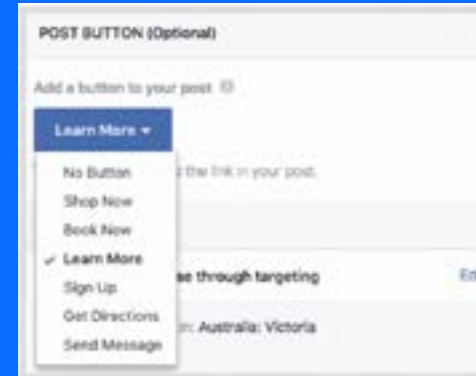 POST BUTTON (Optional)
Add a button to your post
Learn More
No Button
the link in your post.
Shop Now
Book Now
Learn More
se through targeting
Ed
Sign Up
Get Directions
n: Australia: Victoria
Send Message